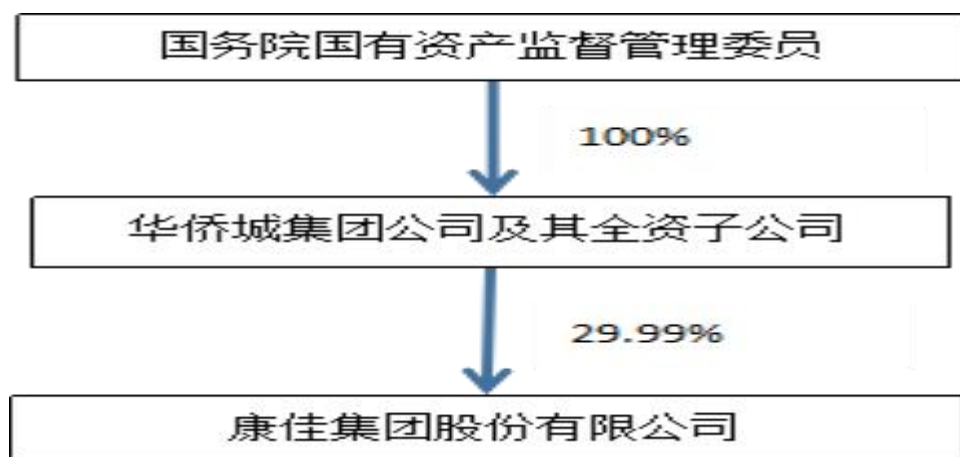 国务院国有资产监督管理委员
100%
华侨城集团公司及其全资子公司
29.99%
康佳集团股份有限公司